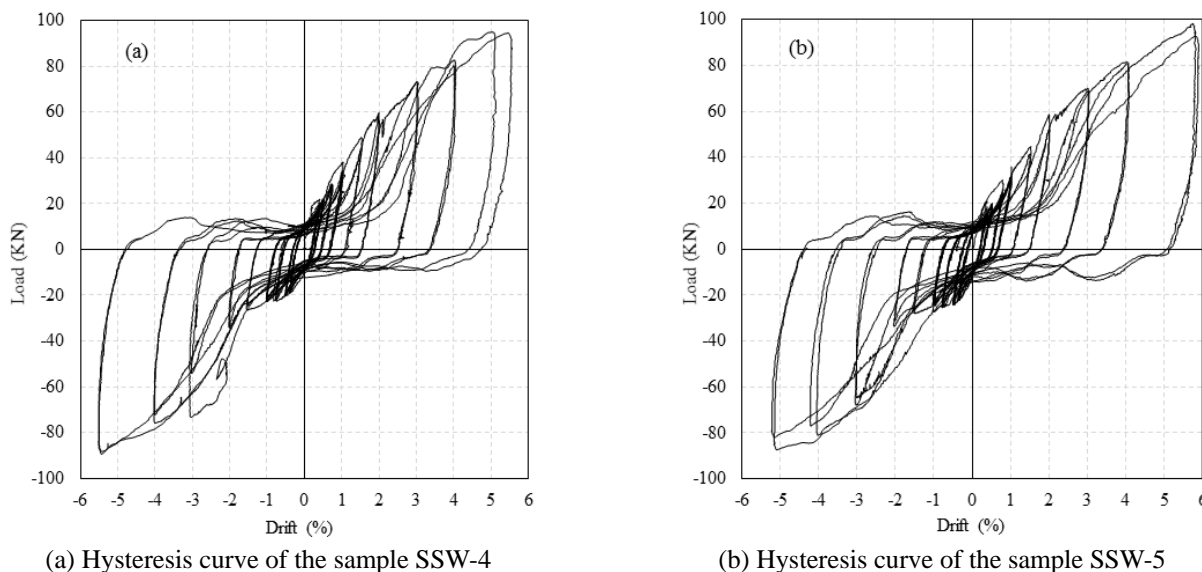 100
80
60
40
20
0
-20
-40
-60
-80
-100
Load (KN)
(a)
-6 -5 -4 -3 -2 -1 0 1 2 3 4 5 6
Drift (%)
(a) Hysteresis curve of the sample SSW-4
100
80
60
40
20
0
-20
-40
-60
-80
-100
Load (KN)
(b)
-6 -5 -4 -3 -2 -1 0 1 2 3 4 5 6
Drift (%)
(b) Hysteresis curve of the sample SSW-5